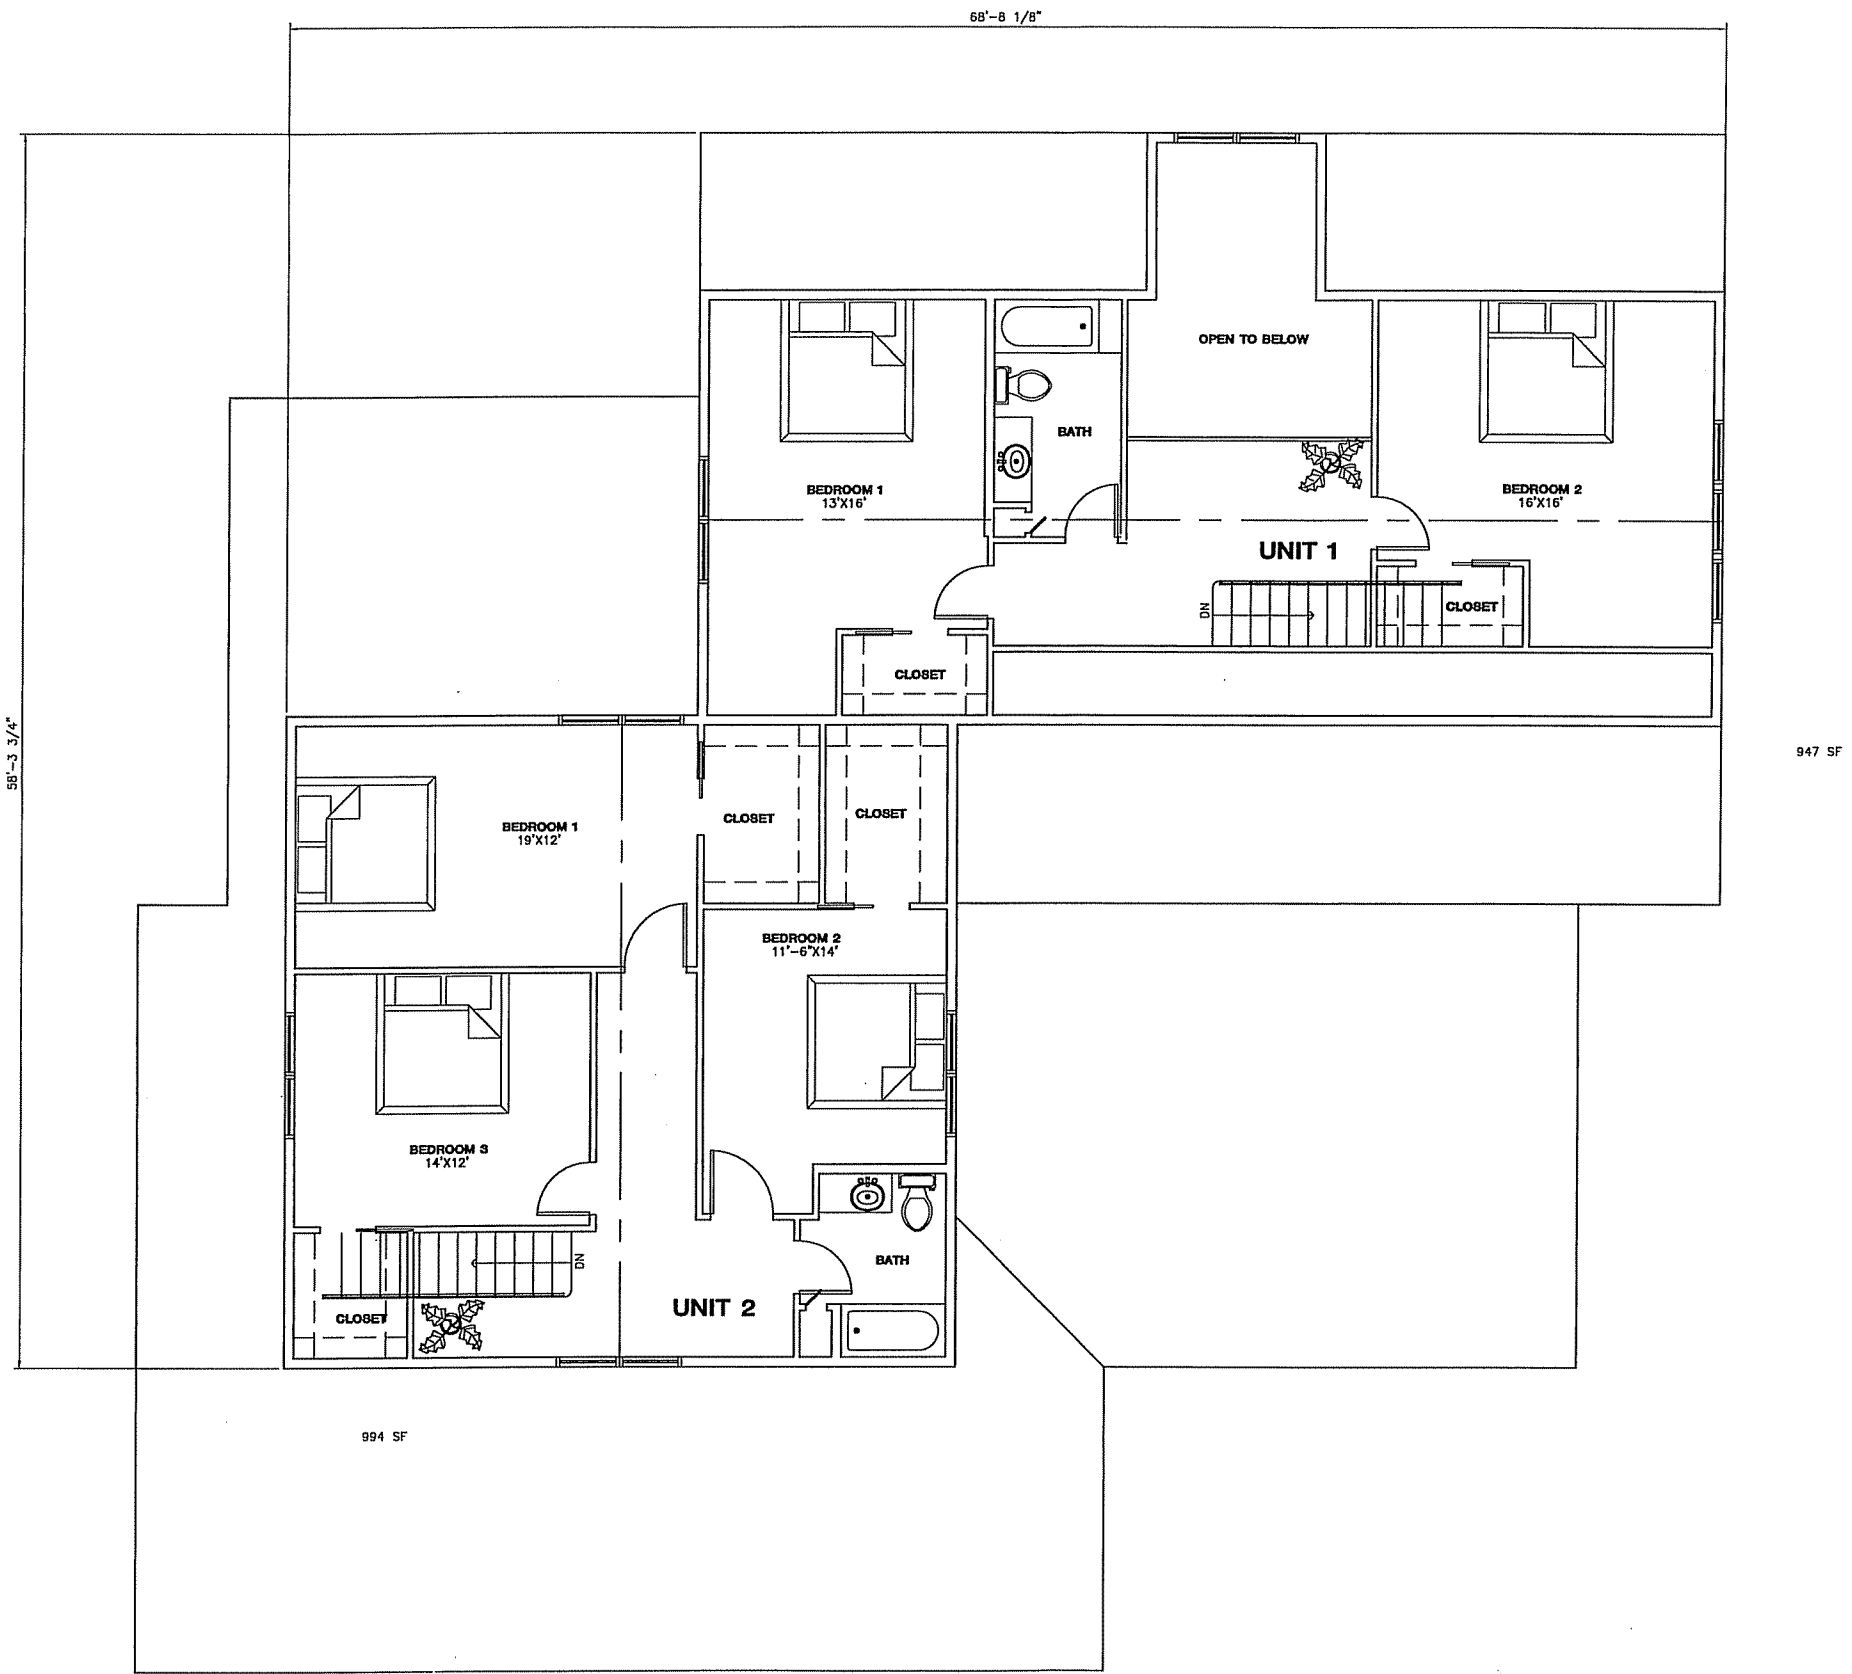 68'-8 1/8"
OPEN TO BELOW
BATH
BEDROOM 1
13'X16'
BEDROOM 2
16'X16'
UNIT 1
DN
CLOSET
CLOSET
58'-3 3/4"
947 SF
BEDROOM 1
19'X12'
CLOSET
CLOSET
BEDROOM 2
11'-6"X14'
BEDROOM 3
14'X12'
DN
BATH
UNIT 2
CLOSET
994 SF